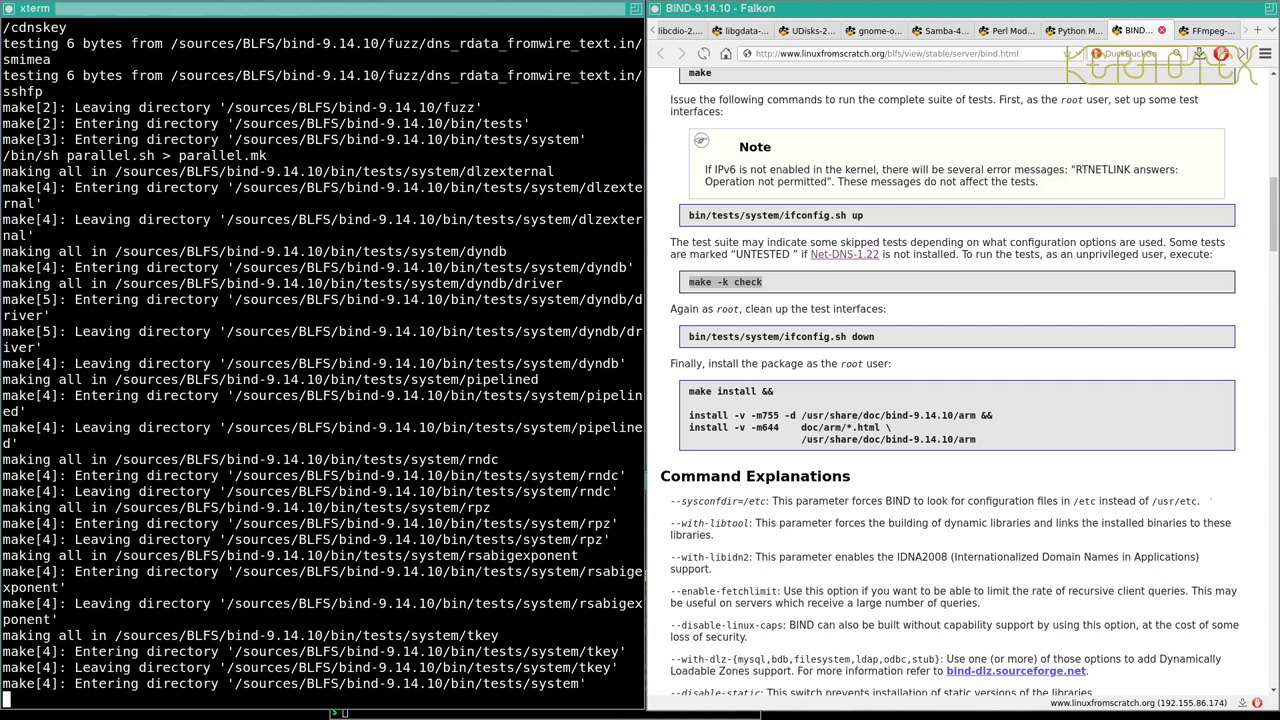 xterm
/cdnskey
testing 6 bytes from /sources/BLFS/bind-9.14.10/fuzz/dns_rdata_fromwire_text.in/
smimea
testing 6 bytes from /sources/BLFS/bind-9.14.10/fuzz/dns_rdata_fromwire_text.in/
sshfp
make[2]: Leaving directory '/sources/BLFS/bind-9.14.10/fuzz'
make[2]: Entering directory '/sources/BLFS/bind-9.14.10/bin/tests'
make[3]: Entering directory '/sources/BLFS/bind-9.14.10/bin/tests/system'
/bin/sh parallel.sh > parallel.mk
making all in /sources/BLFS/bind-9.14.10/bin/tests/system/dlzexternal
make[4]: Entering directory '/sources/BLFS/bind-9.14.10/bin/tests/system/dlzexte
rnal'
make[4]: Leaving directory '/sources/BLFS/bind-9.14.10/bin/tests/system/dlzexter
nal'
making all in /sources/BLFS/bind-9.14.10/bin/tests/system/dyndb
make[4]: Entering directory '/sources/BLFS/bind-9.14.10/bin/tests/system/dyndb'
making all in /sources/BLFS/bind-9.14.10/bin/tests/system/dyndb/driver
make[5]: Entering directory '/sources/BLFS/bind-9.14.10/bin/tests/system/dyndb/d
river'
make[5]: Leaving directory '/sources/BLFS/bind-9.14.10/bin/tests/system/dyndb/dr
iver'
make[4]: Leaving directory '/sources/BLFS/bind-9.14.10/bin/tests/system/dyndb'
making all in /sources/BLFS/bind-9.14.10/bin/tests/system/pipelined
make[4]: Entering directory '/sources/BLFS/bind-9.14.10/bin/tests/system/pipelin
ed'
make[4]: Leaving directory '/sources/BLFS/bind-9.14.10/bin/tests/system/pipeline
d'
making all in /sources/BLFS/bind-9.14.10/bin/tests/system/rndc
make[4]: Entering directory '/sources/BLFS/bind-9.14.10/bin/tests/system/rndc'
make[4]: Leaving directory '/sources/BLFS/bind-9.14.10/bin/tests/system/rndc'
making all in /sources/BLFS/bind-9.14.10/bin/tests/system/rpz
make[4]: Entering directory '/sources/BLFS/bind-9.14.10/bin/tests/system/rpz'
make[4]: Leaving directory '/sources/BLFS/bind-9.14.10/bin/tests/system/rpz'
making all in /sources/BLFS/bind-9.14.10/bin/tests/system/rsabigexponent
make[4]: Entering directory '/sources/BLFS/bind-9.14.10/bin/tests/system/rsabige
xponent'
make[4]: Leaving directory '/sources/BLFS/bind-9.14.10/bin/tests/system/rsabigex
ponent'
making all in /sources/BLFS/bind-9.14.10/bin/tests/system/tkey
make[4]: Entering directory '/sources/BLFS/bind-9.14.10/bin/tests/system/tkey'
make[4]: Leaving directory '/sources/BLFS/bind-9.14.10/bin/tests/system/tkey'
make[4]: Entering directory '/sources/BLFS/bind-9.14.10/bin/tests/system'
$
BIND-9.14.10 - Falkon
libcdio-2.... libgdata-... UDisks-2... gnome-o... Samba-4... Perl Mod... Python M... BIND... FFmpeg-...
http://www.linuxfromscratch.org/blfs/view/stable/server/bind.html DuckDuckGo
KERNOTEX
make
Issue the following commands to run the complete suite of tests. First, as the root user, set up some test
interfaces:
Note
If IPv6 is not enabled in the kernel, there will be several error messages: "RTNETLINK answers:
Operation not permitted". These messages do not affect the tests.
bin/tests/system/ifconfig.sh up
The test suite may indicate some skipped tests depending on what configuration options are used. Some tests
are marked “UNTESTED ” if Net-DNS-1.22 is not installed. To run the tests, as an unprivileged user, execute:
make -k check
Again as root, clean up the test interfaces:
bin/tests/system/ifconfig.sh down
Finally, install the package as the root user:
make install &&
install -v -m755 -d /usr/share/doc/bind-9.14.10/arm &&
install -v -m644 doc/arm/*.html \
/usr/share/doc/bind-9.14.10/arm
Command Explanations
--sysconfdir=/etc: This parameter forces BIND to look for configuration files in /etc instead of /usr/etc.
--with-libtool: This parameter forces the building of dynamic libraries and links the installed binaries to these
libraries.
--with-libidn2: This parameter enables the IDNA2008 (Internationalized Domain Names in Applications)
support.
--enable-fetchlimit: Use this option if you want to be able to limit the rate of recursive client queries. This may
be useful on servers which receive a large number of queries.
--disable-linux-caps: BIND can also be built without capability support by using this option, at the cost of some
loss of security.
--with-dlz-{mysql,bdb,filesystem,ldap,odbc,stub}: Use one (or more) of those options to add Dynamically
Loadable Zones support. For more information refer to bind-dlz.sourceforge.net.
--disable-static: This switch prevents installation of static versions of the libraries.
www.linuxfromscratch.org (192.155.86.174)